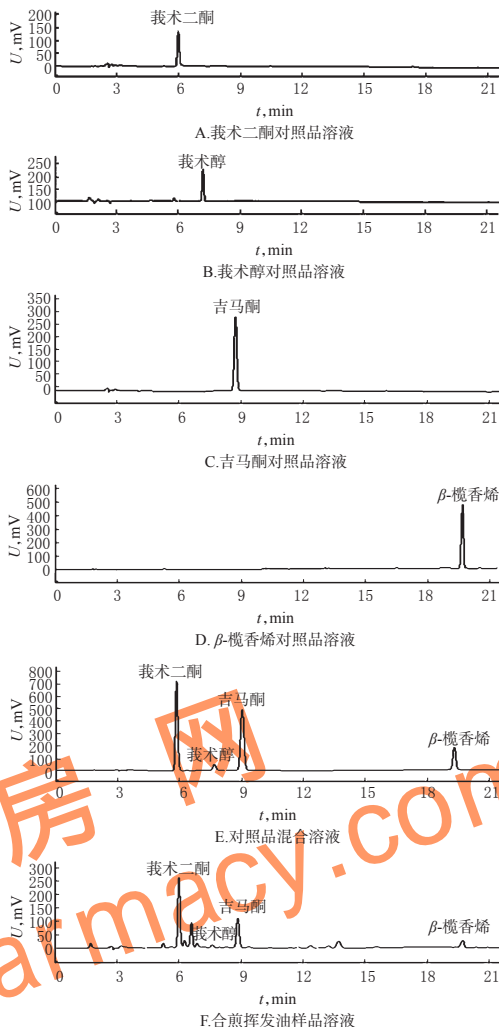 200
150
100
50
0
U,mV
莪术二酮
0 3 6 9 12 15 18 21
t,min
A.莪术二酮对照品溶液
250
200
150
100
U,mV
莪术醇
0 3 6 9 12 15 18 21
t,min
B.莪术醇对照品溶液
350
300
250
200
150
100
50
0
U,mV
吉马酮
0 3 6 9 12 15 18 21
t,min
C.吉马酮对照品溶液
600
500
400
300
200
100
0
U,mV
β-榄香烯
0 3 6 9 12 15 18 21
t,min
D. β-榄香烯对照品溶液
800
700
600
500
400
300
200
100
0
U,mV
莪术二酮
吉马酮
莪术醇
β-榄香烯
0 3 6 9 12 15 18 21
t,min
E.对照品混合溶液
300
250
200
150
100
50
0
U,mV
莪术二酮
吉马酮
莪术醇
β-榄香烯
0 3 6 9 12 15 18 21
t,min
F.合煎挥发油样品溶液
房 网
armacy.com